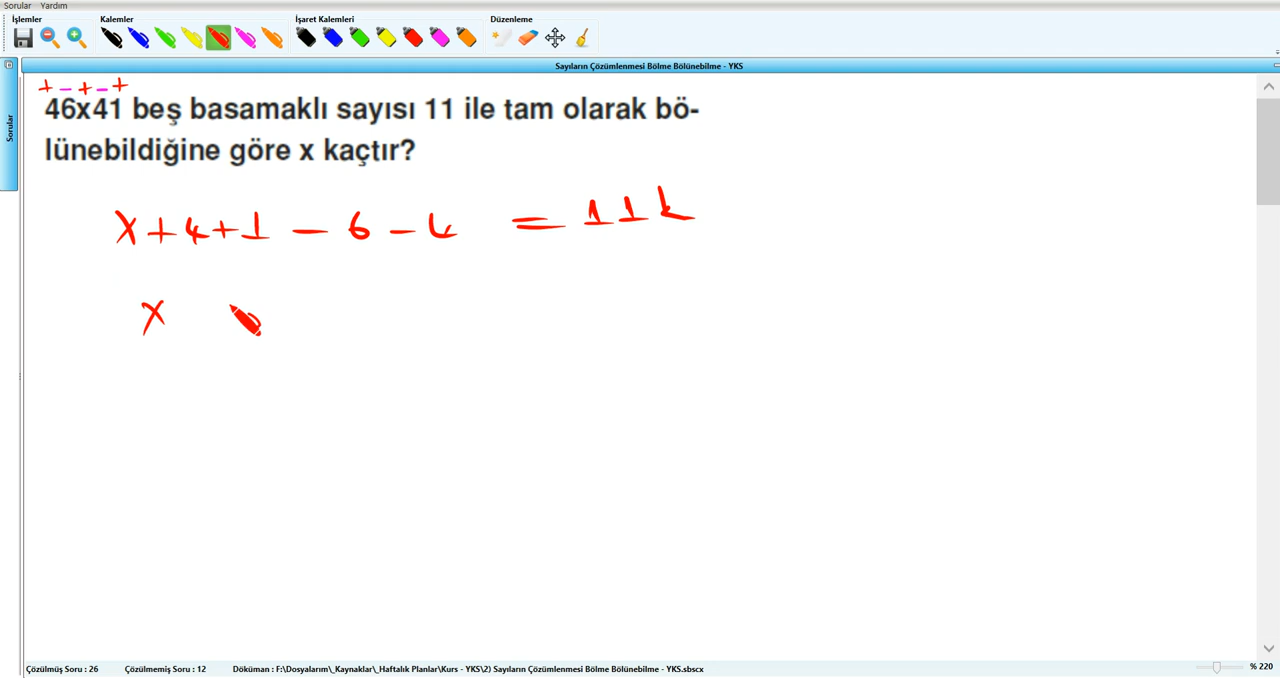 Sorular Yardım
İşlemler Kalemler İşaret Kalemleri Düzenleme
Sayıların Çözümlenmesi Bölme Bölünebilme - YKS
Sorular
+ - + - +
46x41 beş basamaklı sayısı 11 ile tam olarak bö-
lünebildiğine göre x kaçtır?
x + 4 + 1 - 6 - 4 = 11k
x
Çözülmüş Soru : 26 Çözülmemiş Soru : 12 Döküman : F:\Dosyalarım\_Kaynaklar\_Haftalık Planlar\Kurs - YKS\2) Sayıların Çözümlenmesi Bölme Bölünebilme - YKS.sbscx % 220